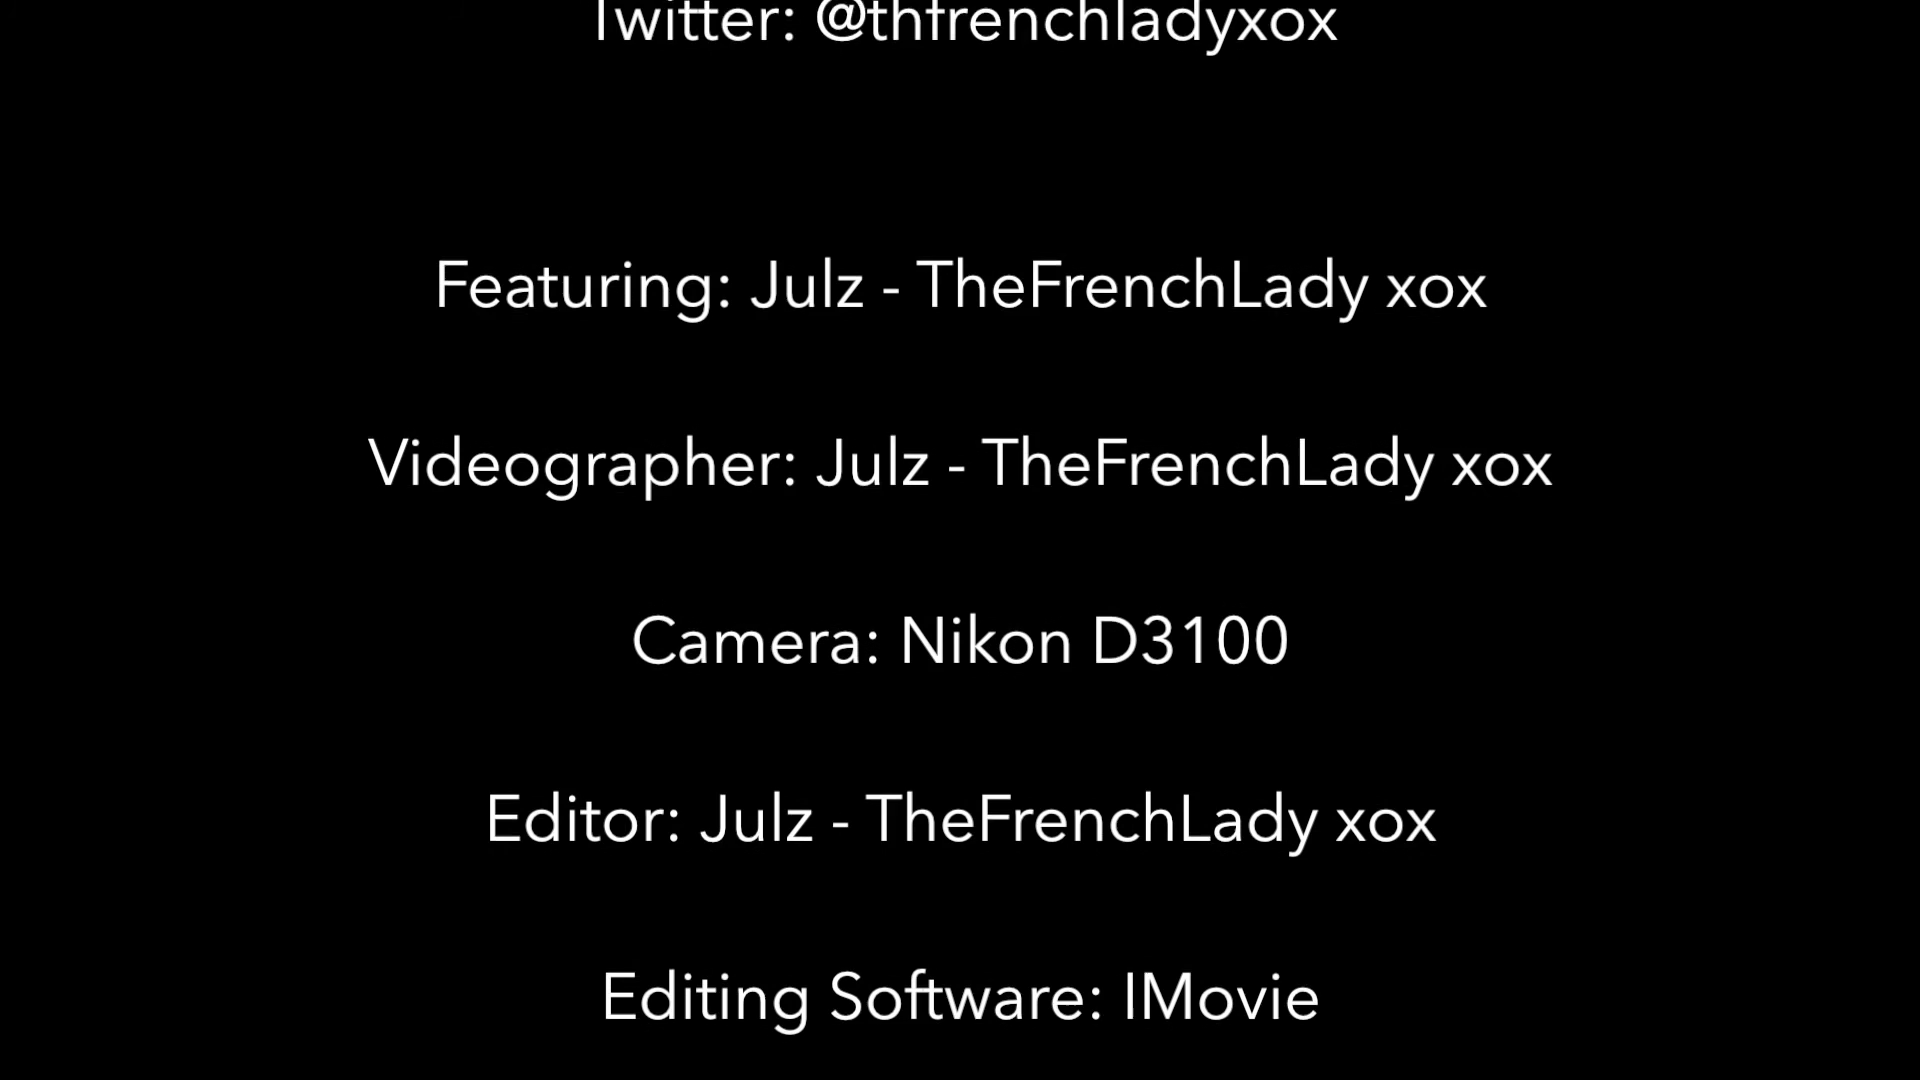 Twitter: @thfrenchladyxox
Featuring: Julz - TheFrenchLady xox
Videographer: Julz - TheFrenchLady xox
Camera: Nikon D3100
Editor: Julz - TheFrenchLady xox
Editing Software: IMovie